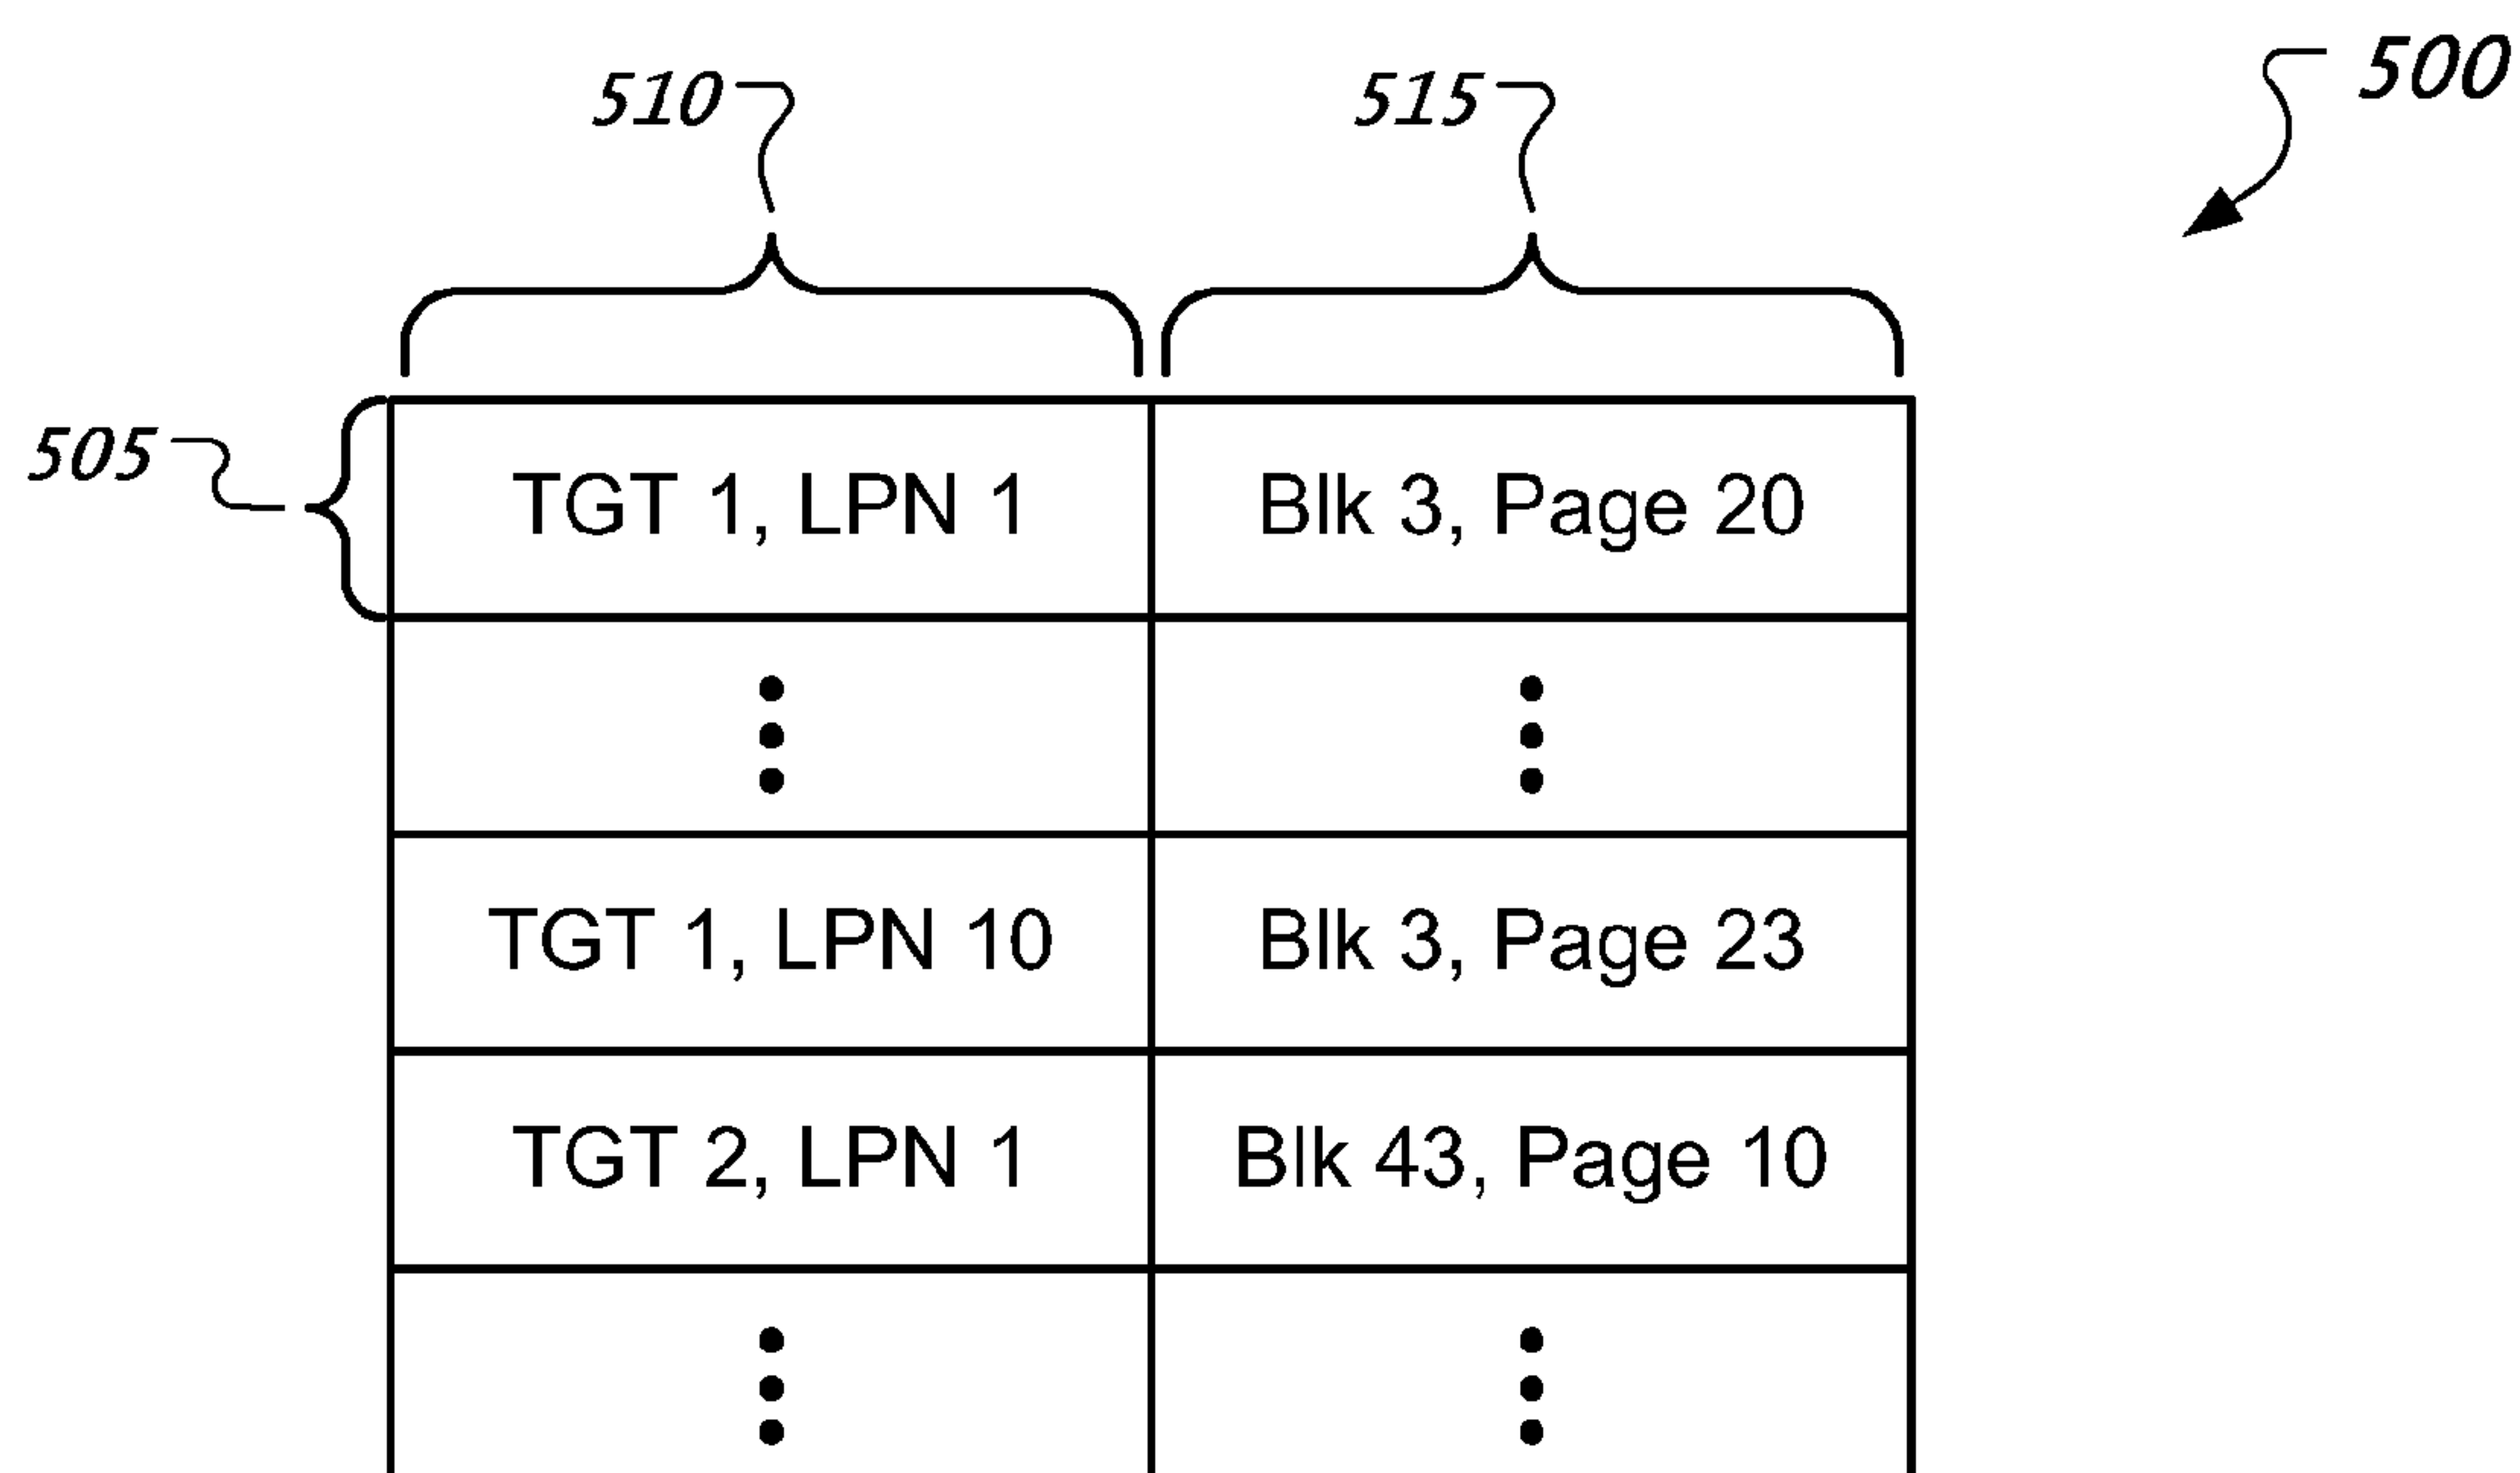 500
510 515
505
TGT 1, LPN 1 Blk 3, Page 20
TGT 1, LPN 10 Blk 3, Page 23
TGT 2, LPN 1 Blk 43, Page 10